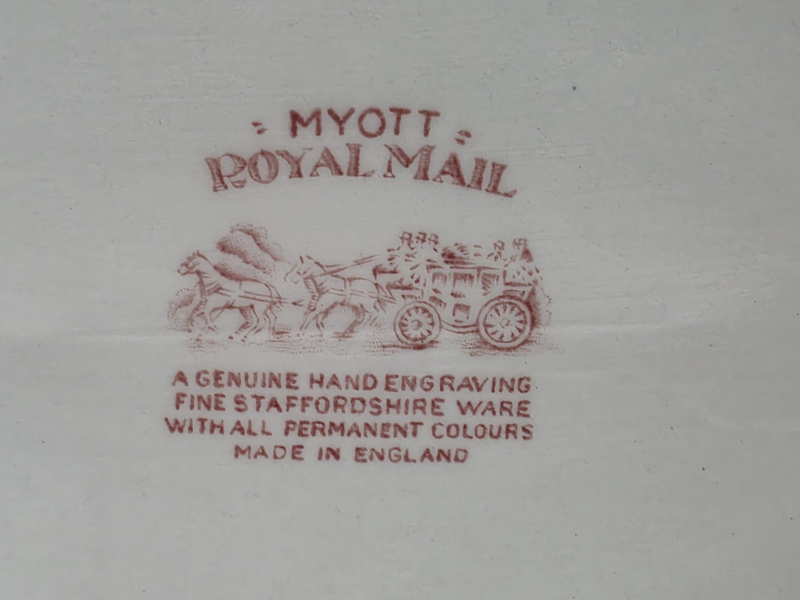 MYOTT
ROYAL MAIL
A GENUINE HAND ENGRAVING
FINE STAFFORDSHIRE WARE
WITH ALL PERMANENT COLOURS
MADE IN ENGLAND